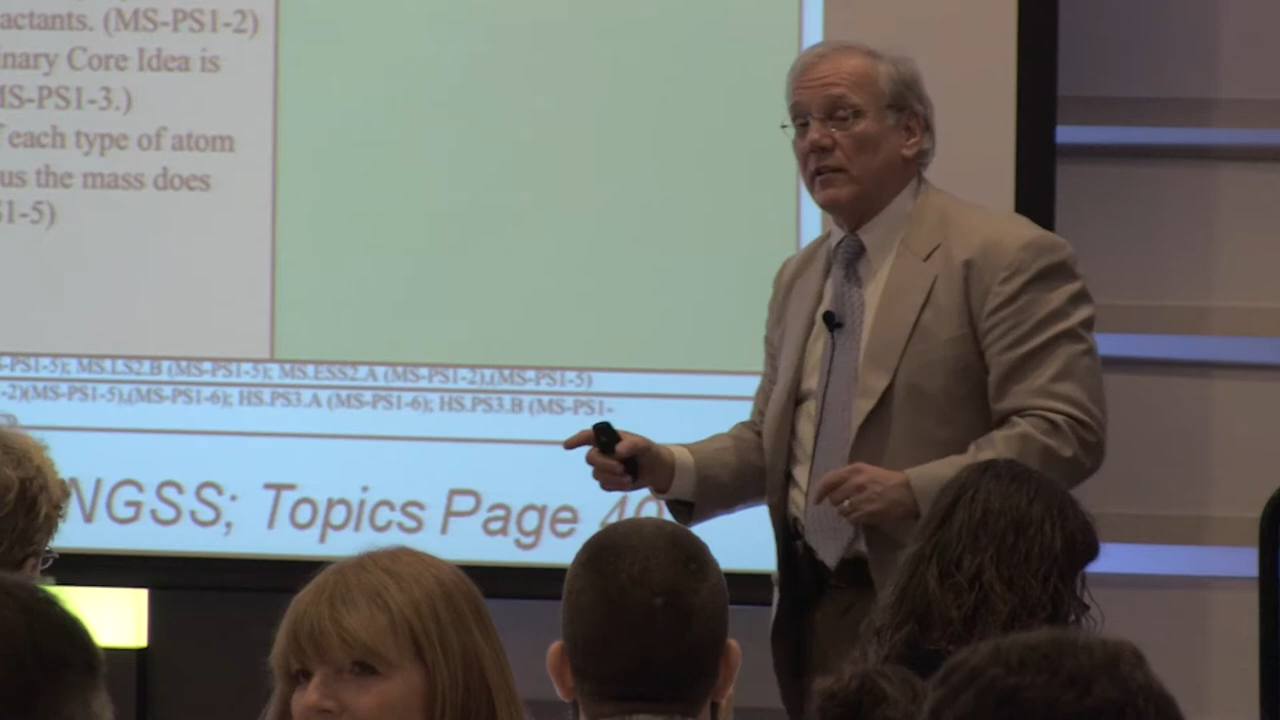 actants. (MS-PS1-2)
inary Core Idea is
MS-PS1-3.)
f each type of atom
us the mass does
S1-5)
-PS1-5); MS.LS2.B (MS-PS1-5); MS.ESS2.A (MS-PS1-2),(MS-PS1-5)
-2)(MS-PS1-5),(MS-PS1-6); HS.PS3.A (MS-PS1-6); HS.PS3.B (MS-PS1-
NGSS; Topics Page 40